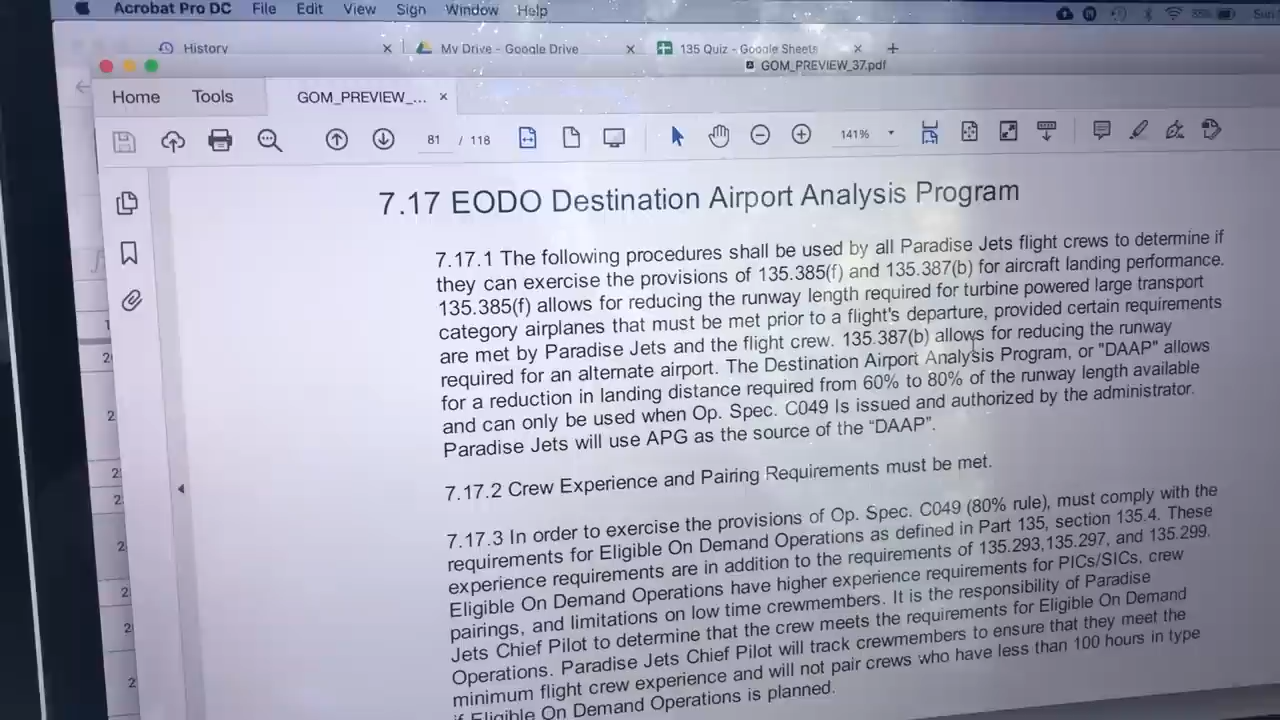 Acrobat Pro DC File Edit View Sign Window Help 35% Sun
History × My Drive - Google Drive × 135 Quiz - Google Sheets × +
GOM_PREVIEW_37.pdf
Home Tools GOM_PREVIEW_... ×
81 / 118 141%
7.17 EODO Destination Airport Analysis Program
7.17.1 The following procedures shall be used by all Paradise Jets flight crews to determine if
they can exercise the provisions of 135.385(f) and 135.387(b) for aircraft landing performance.
135.385(f) allows for reducing the runway length required for turbine powered large transport
category airplanes that must be met prior to a flight's departure, provided certain requirements
are met by Paradise Jets and the flight crew. 135.387(b) allows for reducing the runway
required for an alternate airport. The Destination Airport Analysis Program, or "DAAP" allows
for a reduction in landing distance required from 60% to 80% of the runway length available
and can only be used when Op. Spec. C049 Is issued and authorized by the administrator.
Paradise Jets will use APG as the source of the “DAAP”.
7.17.2 Crew Experience and Pairing Requirements must be met.
7.17.3 In order to exercise the provisions of Op. Spec. C049 (80% rule), must comply with the
requirements for Eligible On Demand Operations as defined in Part 135, section 135.4. These
experience requirements are in addition to the requirements of 135.293,135.297, and 135.299.
Eligible On Demand Operations have higher experience requirements for PICs/SICs, crew
pairings, and limitations on low time crewmembers. It is the responsibility of Paradise
Jets Chief Pilot to determine that the crew meets the requirements for Eligible On Demand
Operations. Paradise Jets Chief Pilot will track crewmembers to ensure that they meet the
minimum flight crew experience and will not pair crews who have less than 100 hours in type
if Eligible On Demand Operations is planned.